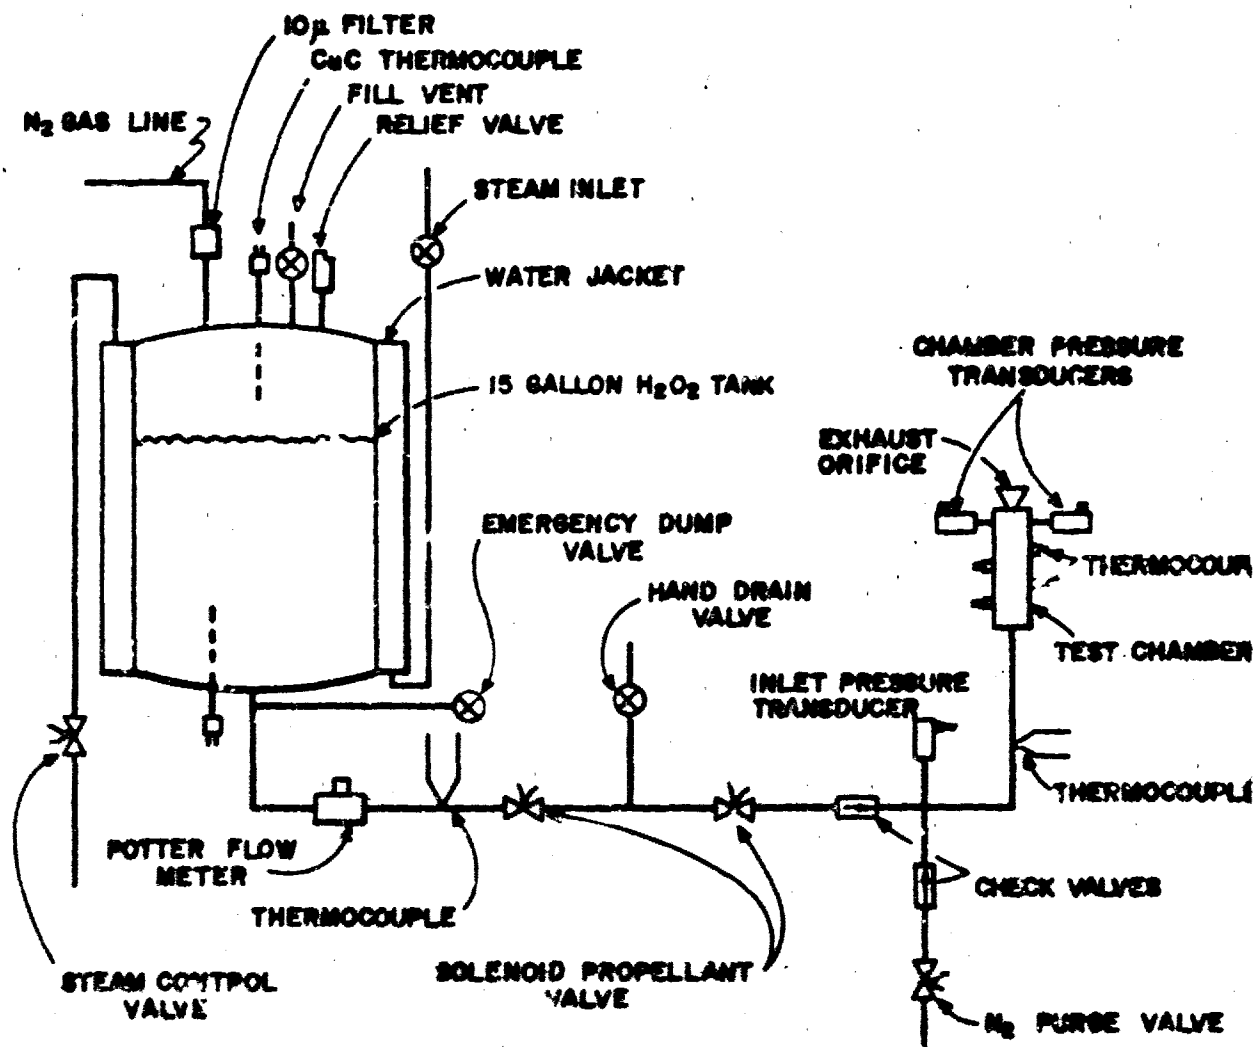 10µ FILTER
CuC THERMOCOUPLE
FILL VENT
RELIEF VALVE
N2 GAS LINE
STEAM INLET
WATER JACKET
CHAMBER PRESSURE
TRANSDUCERS
15 GALLON H2O2 TANK
EXHAUST
ORIFICE
EMERGENCY DUMP
VALVE
THERMOCOUP
HAND DRAIN
VALVE
TEST CHAMBER
INLET PRESSURE
TRANSDUCER
THERMOCOUPLE
POTTER FLOW
METER
CHECK VALVES
THERMOCOUPLE
SOLENOID PROPELLANT
VALVE
STEAM CONTROL
VALVE
N2 PURGE VALVE